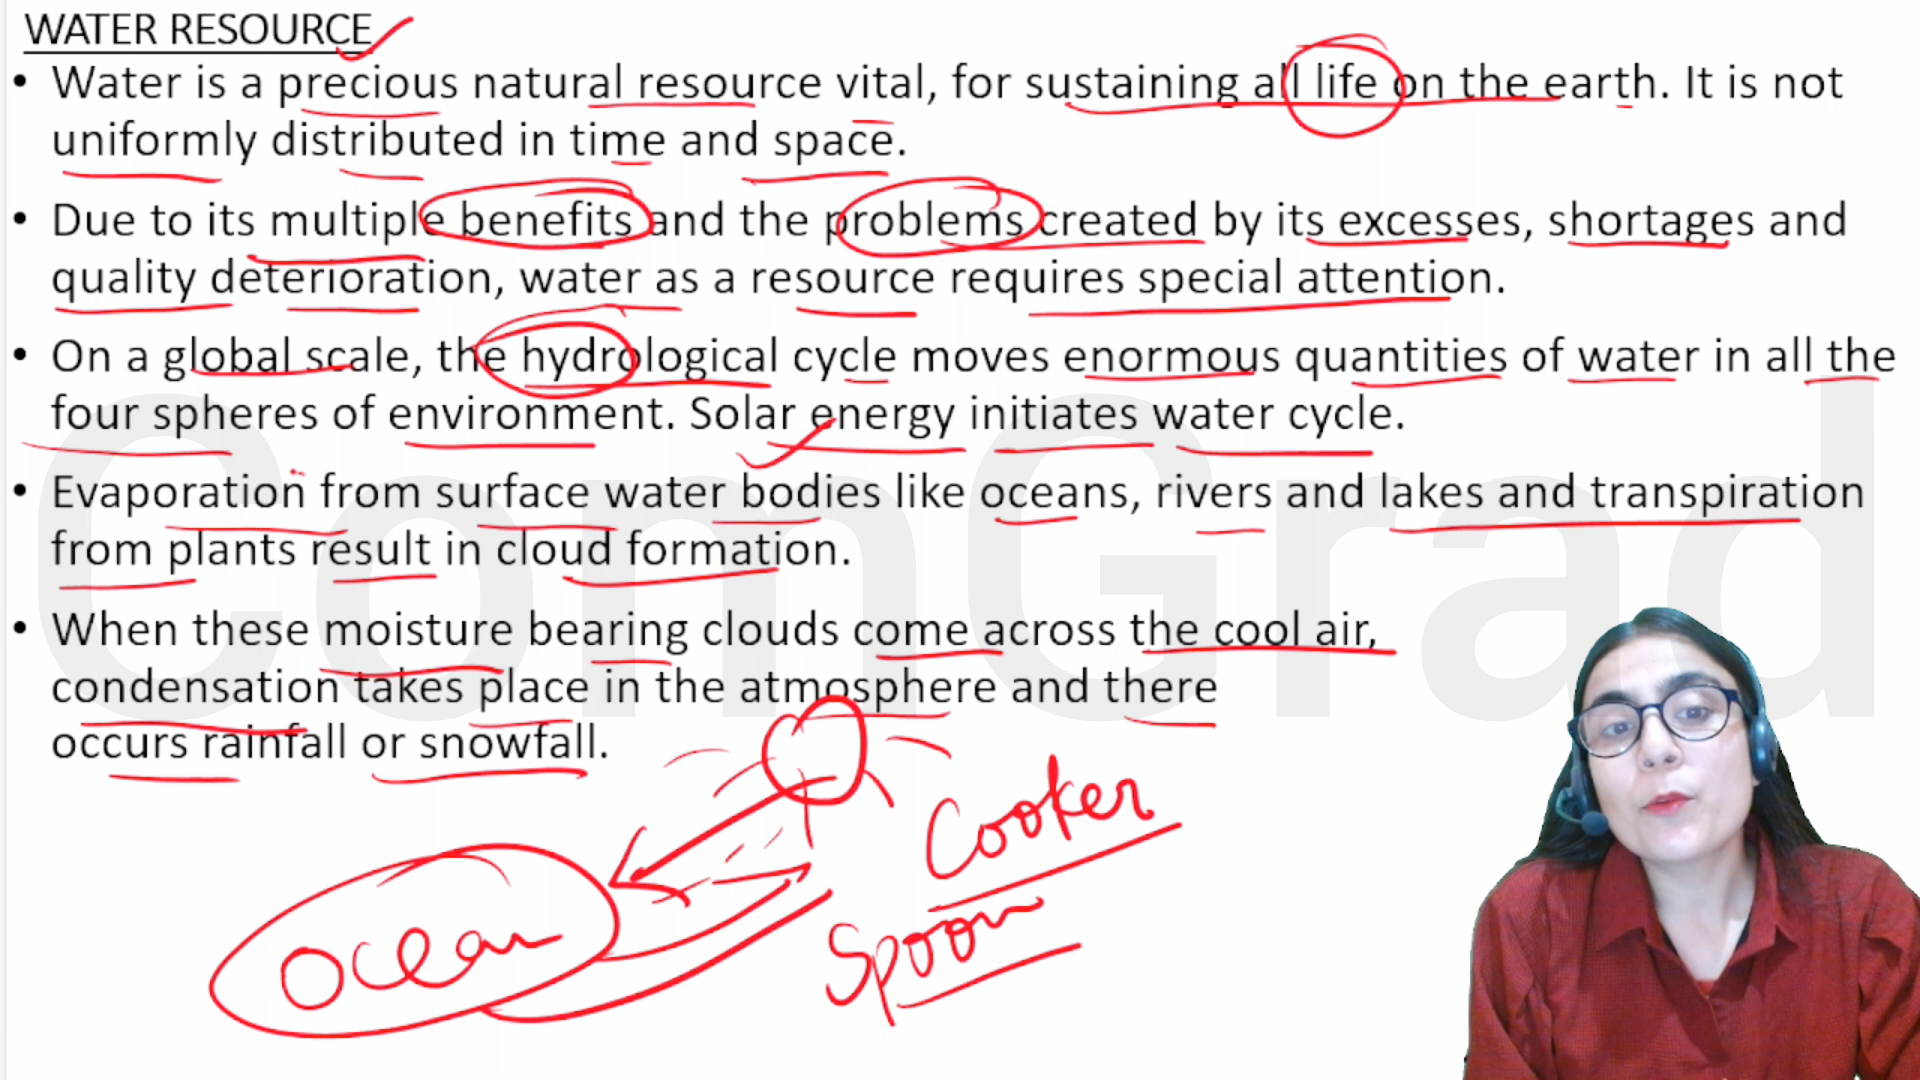 WATER RESOURCE
• Water is a precious natural resource vital, for sustaining all life on the earth. It is not
uniformly distributed in time and space.
• Due to its multiple benefits and the problems created by its excesses, shortages and
quality deterioration, water as a resource requires special attention.
• On a global scale, the hydrological cycle moves enormous quantities of water in all the
four spheres of environment. Solar energy initiates water cycle.
• Evaporation from surface water bodies like oceans, rivers and lakes and transpiration
from plants result in cloud formation.
• When these moisture bearing clouds come across the cool air,
condensation takes place in the atmosphere and there
occurs rainfall or snowfall.
Cooker
Spoon
Ocean
ComGrad